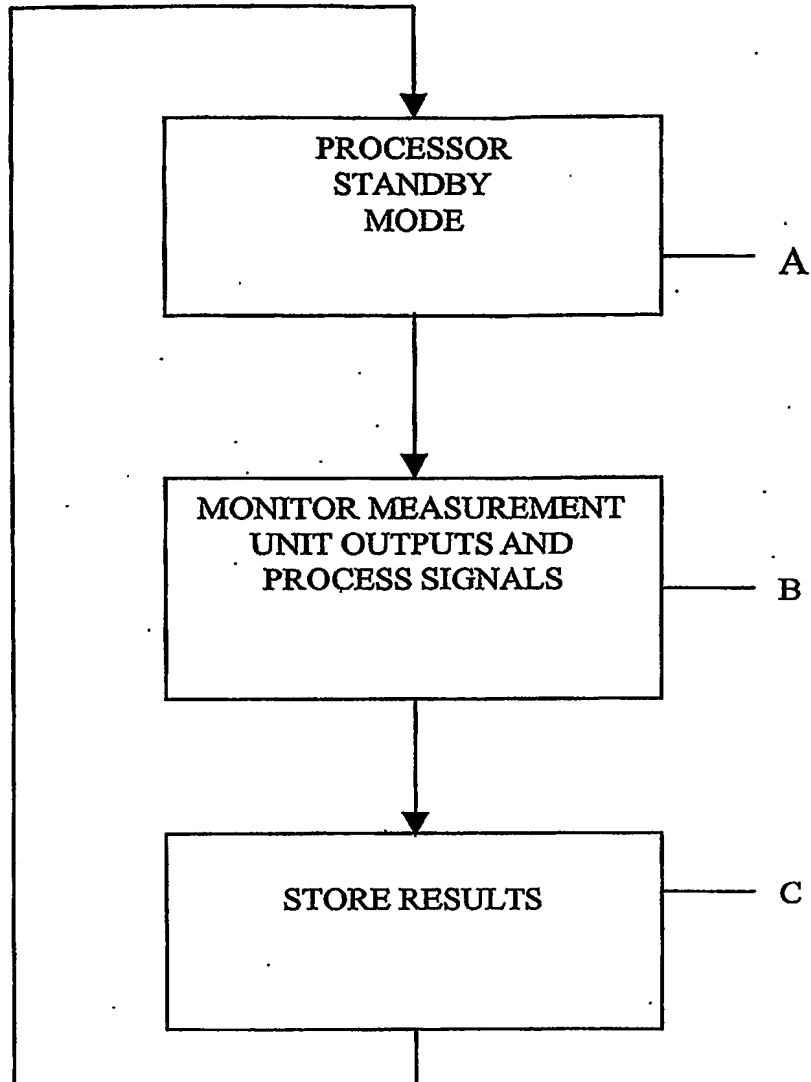 PROCESSOR
STANDBY
MODE
A
MONITOR MEASUREMENT
UNIT OUTPUTS AND
PROCESS SIGNALS
B
STORE RESULTS
C